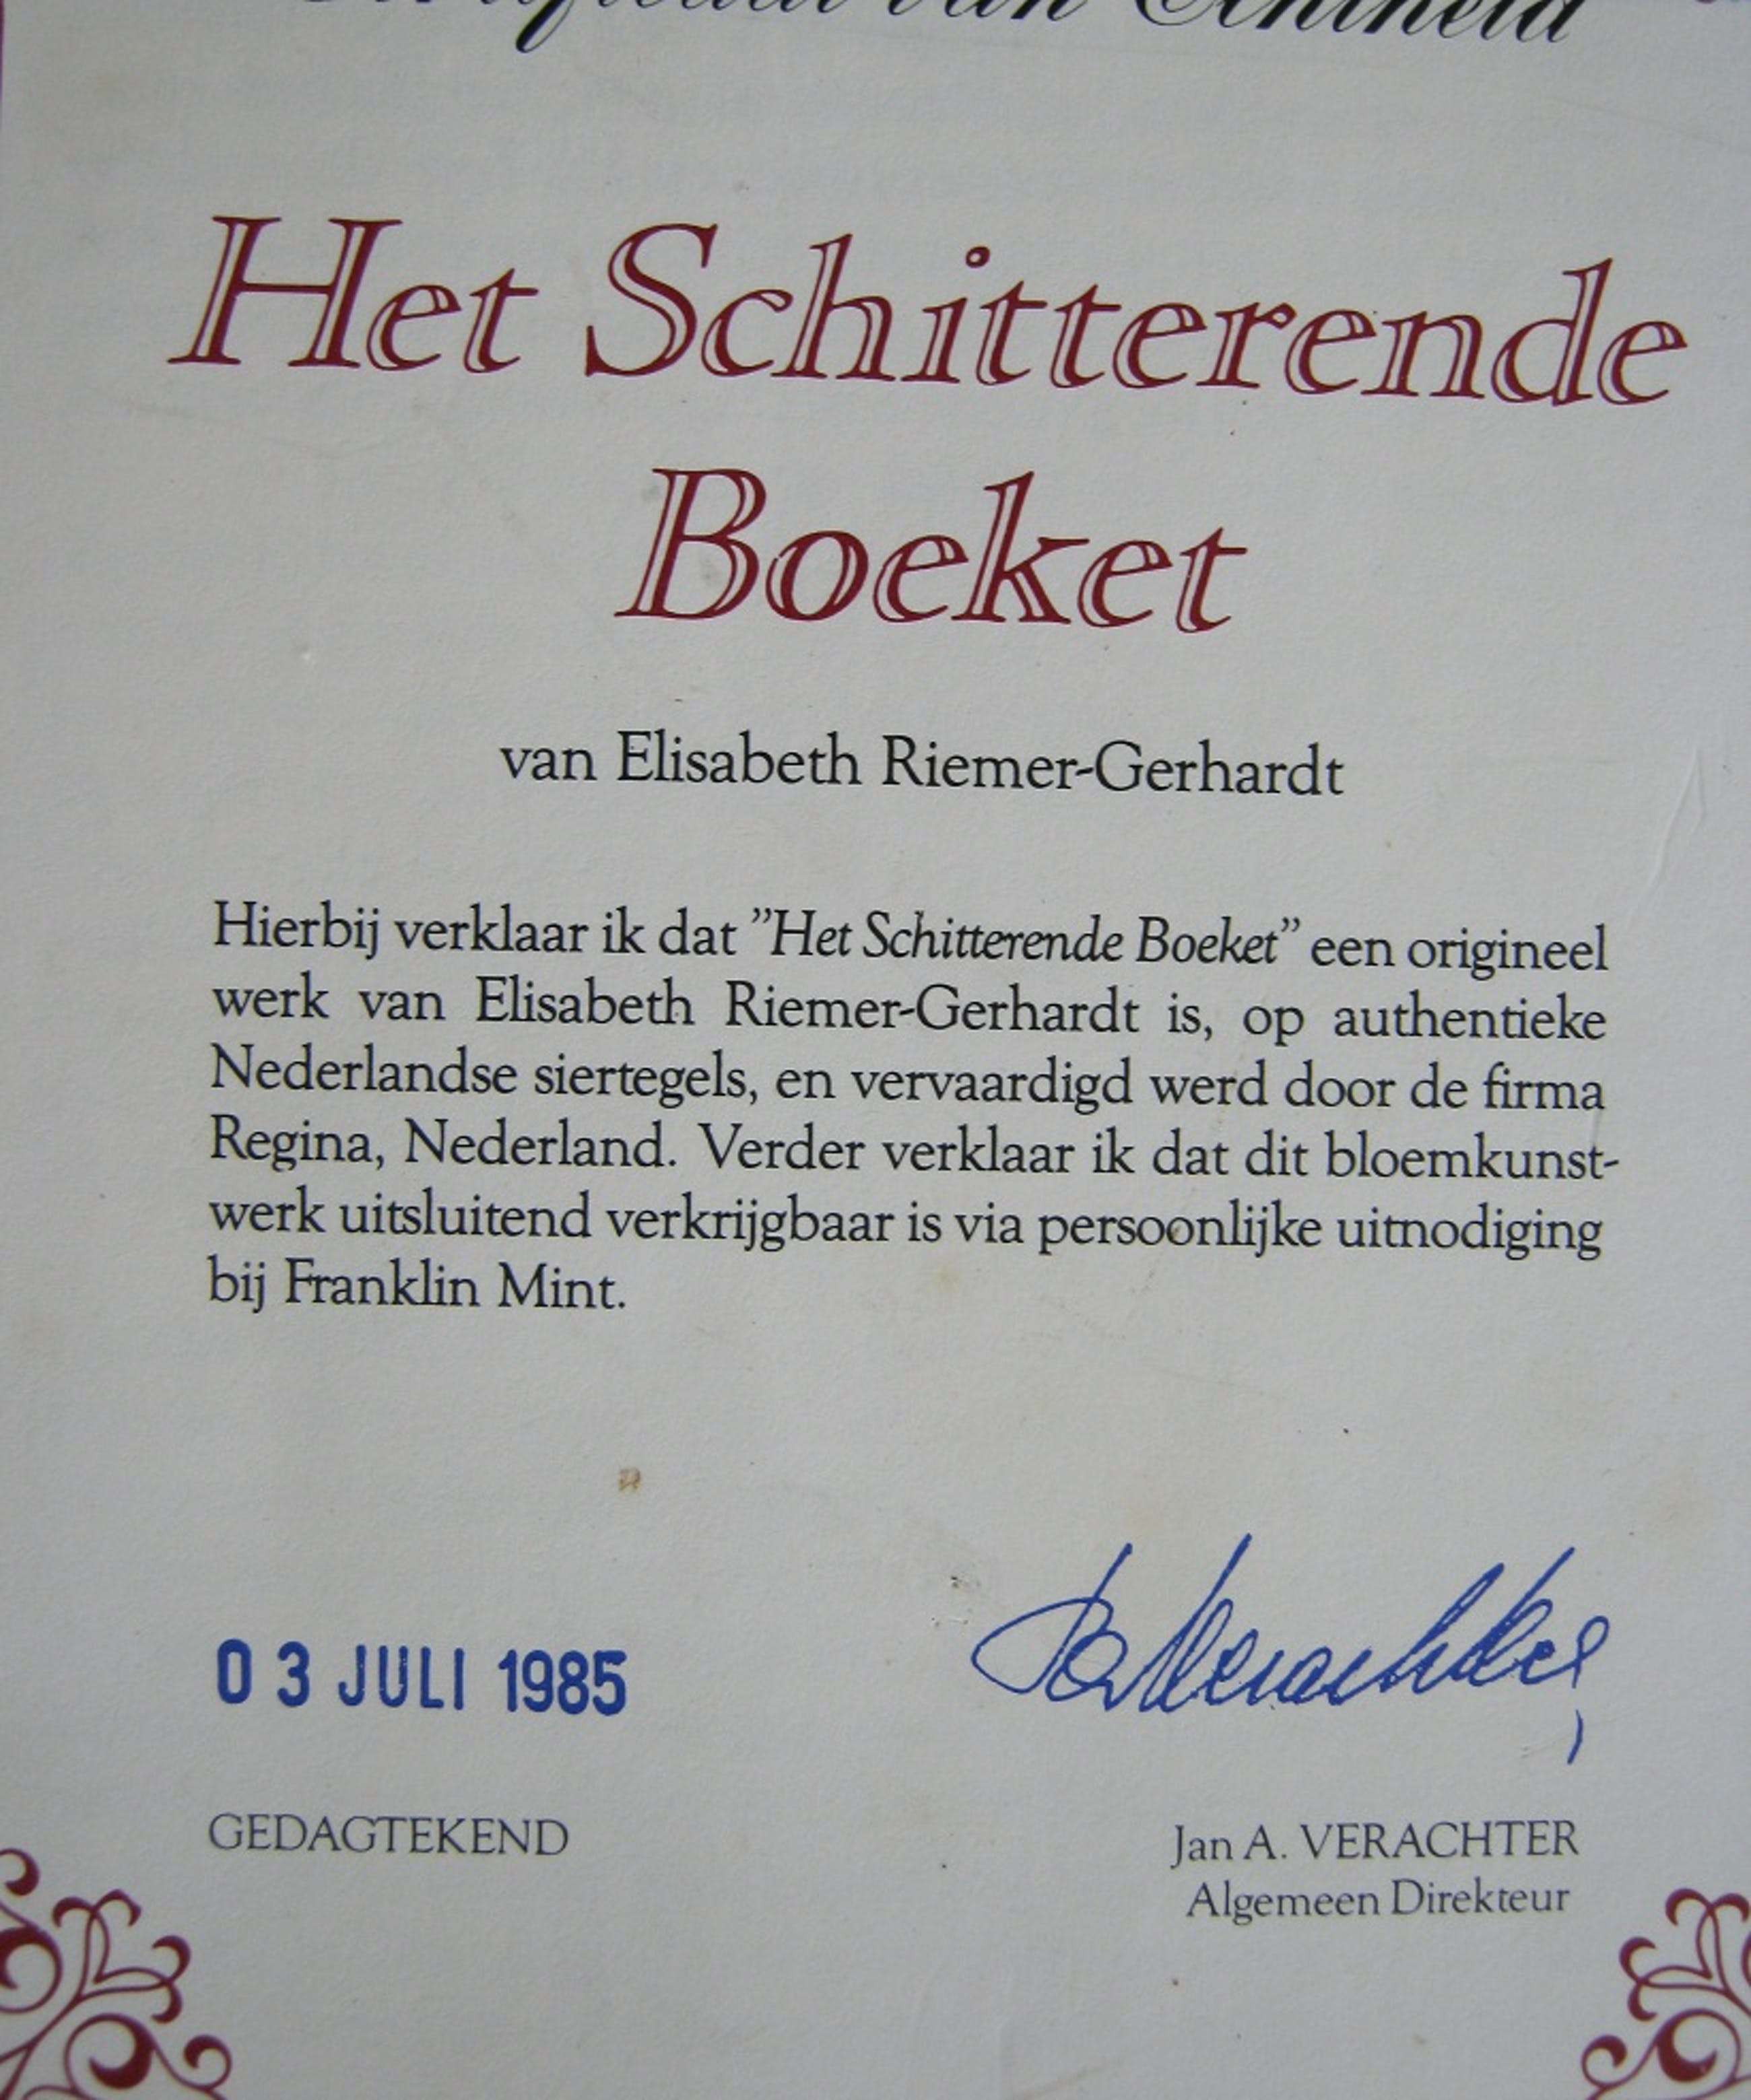 van Echtheid
Het Schitterende
Boeket
van Elisabeth Riemer-Gerhardt
Hierbij verklaar ik dat ”Het Schitterende Boeket” een origineel
werk van Elisabeth Riemer-Gerhardt is, op authentieke
Nederlandse siertegels, en vervaardigd werd door de firma
Regina, Nederland. Verder verklaar ik dat dit bloemkunst-
werk uitsluitend verkrijgbaar is via persoonlijke uitnodiging
bij Franklin Mint.
03 JULI 1985
GEDAGTEKEND
Jan A. VERACHTER
Algemeen Direkteur